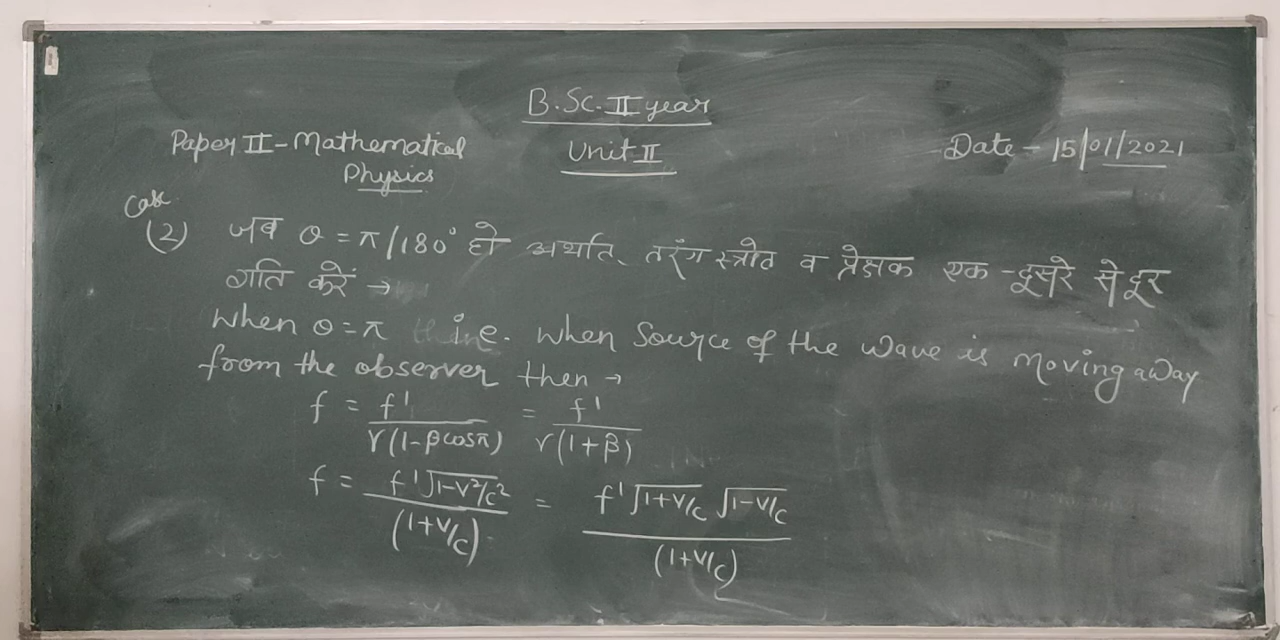 B.Sc. II year
Paper II - Mathematical Physics
Unit II
Date - 15/01/2021
Case
(2) जब θ = π/180° हो अर्थात् तरंग स्त्रोत व प्रेक्षक एक-दूसरे से दूर
गति करें →
When θ = π i.e. when source of the wave is moving away
from the observer then →
f = f'/γ(1-βcosπ) = f'/γ(1+β)
f = f'√1-v²/c² / (1+v/c) = f'√1+v/c √1-v/c / (1+v/c)